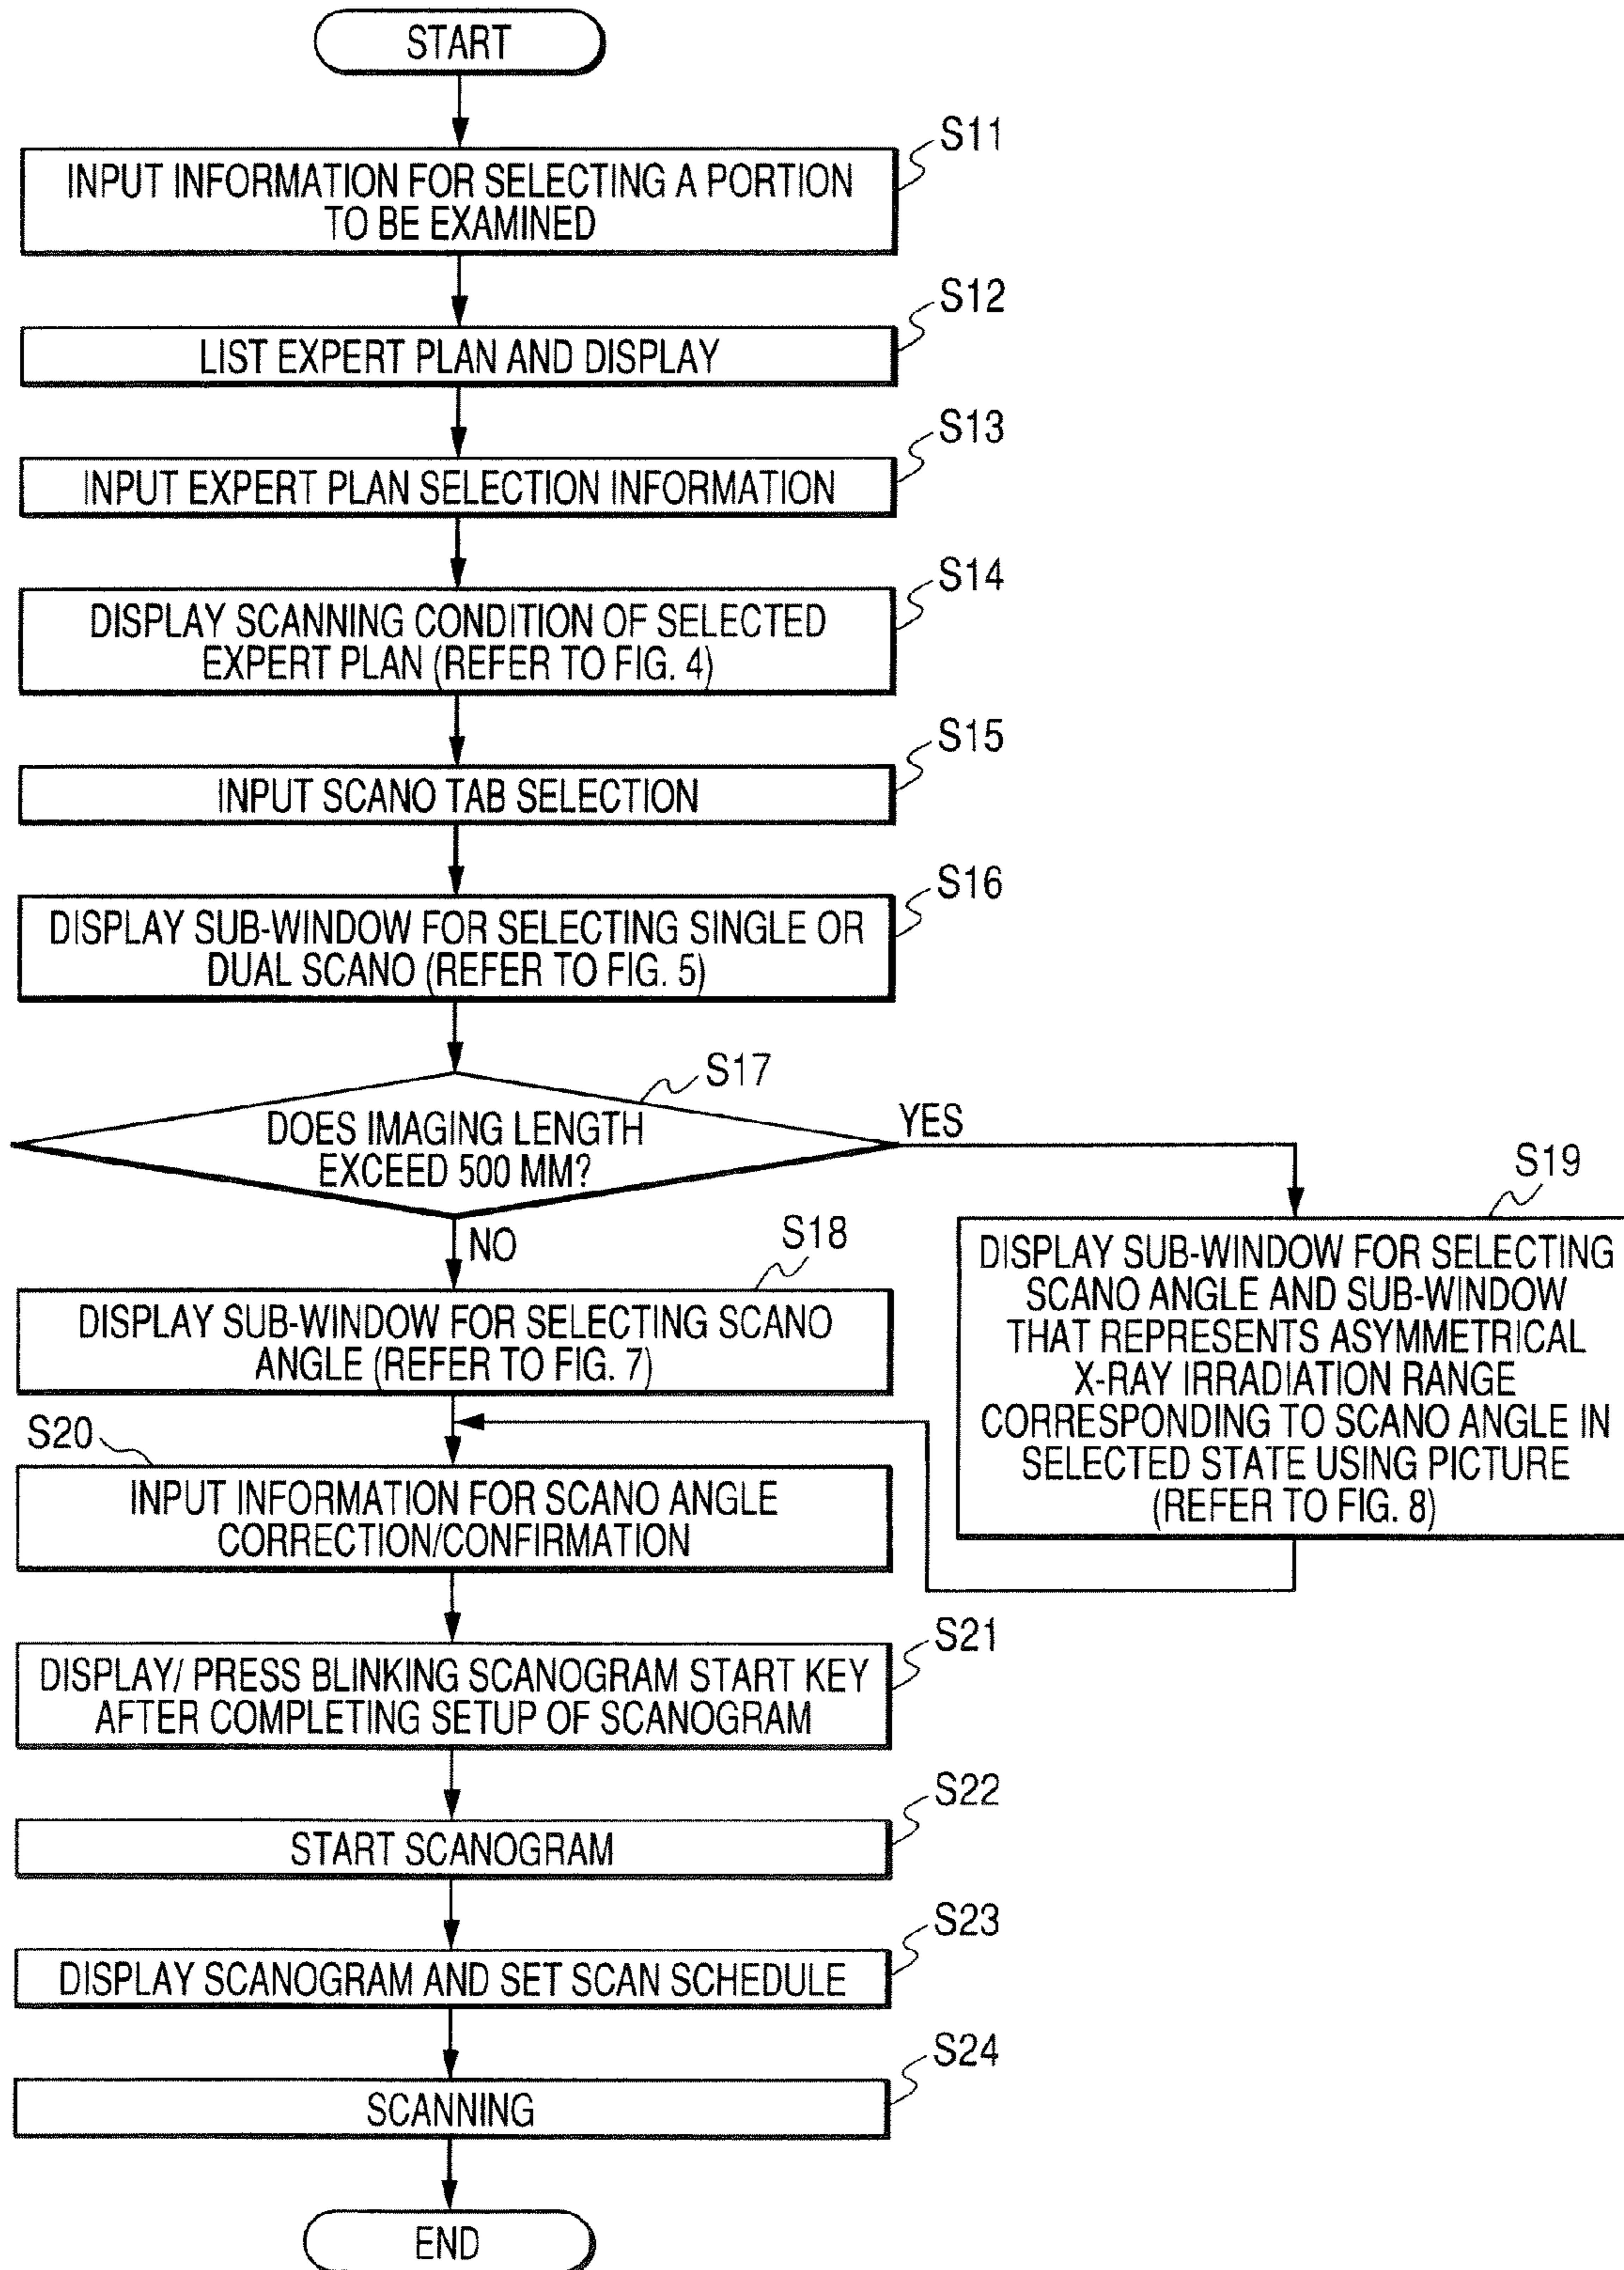 START
S11
INPUT INFORMATION FOR SELECTING A PORTION
TO BE EXAMINED
S12
LIST EXPERT PLAN AND DISPLAY
S13
INPUT EXPERT PLAN SELECTION INFORMATION
S14
DISPLAY SCANNING CONDITION OF SELECTED
EXPERT PLAN (REFER TO FIG. 4)
S15
INPUT SCANO TAB SELECTION
S16
DISPLAY SUB-WINDOW FOR SELECTING SINGLE OR
DUAL SCANO (REFER TO FIG. 5)
S17
DOES IMAGING LENGTH
EXCEED 500 MM?
YES
NO
S18
DISPLAY SUB-WINDOW FOR SELECTING SCANO
ANGLE (REFER TO FIG. 7)
S19
DISPLAY SUB-WINDOW FOR SELECTING
SCANO ANGLE AND SUB-WINDOW
THAT REPRESENTS ASYMMETRICAL
X-RAY IRRADIATION RANGE
CORRESPONDING TO SCANO ANGLE IN
SELECTED STATE USING PICTURE
(REFER TO FIG. 8)
S20
INPUT INFORMATION FOR SCANO ANGLE
CORRECTION/CONFIRMATION
S21
DISPLAY/ PRESS BLINKING SCANOGRAM START KEY
AFTER COMPLETING SETUP OF SCANOGRAM
S22
START SCANOGRAM
S23
DISPLAY SCANOGRAM AND SET SCAN SCHEDULE
S24
SCANNING
END